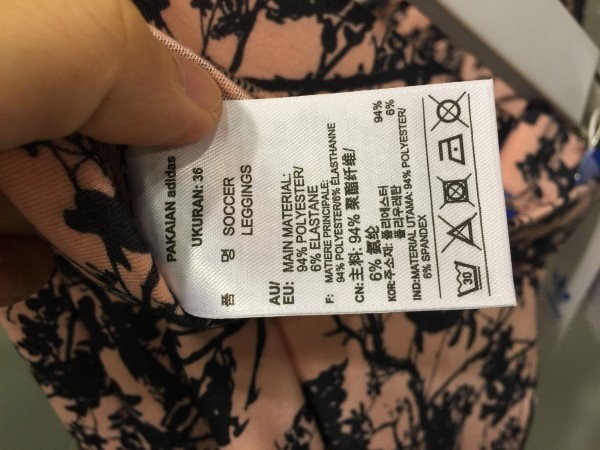 PAKAIAN adidas
UKURAN: 36
품 명 SOCCER
LEGGINGS
AU/
EU: MAIN MATERIAL:
94% POLYESTER/
6% ELASTANE
F: MATIERE PRINCIPALE:
94% POLYESTER/6% ÉLASTHANNE
CN: 主料: 94% 聚酯纤维/
6% 氨纶
KOR: 주소재: 폴리에스터 94%
폴리우레탄 6%
IND: MATERIAL UTAMA: 94% POLYESTER/
6% SPANDEX
30